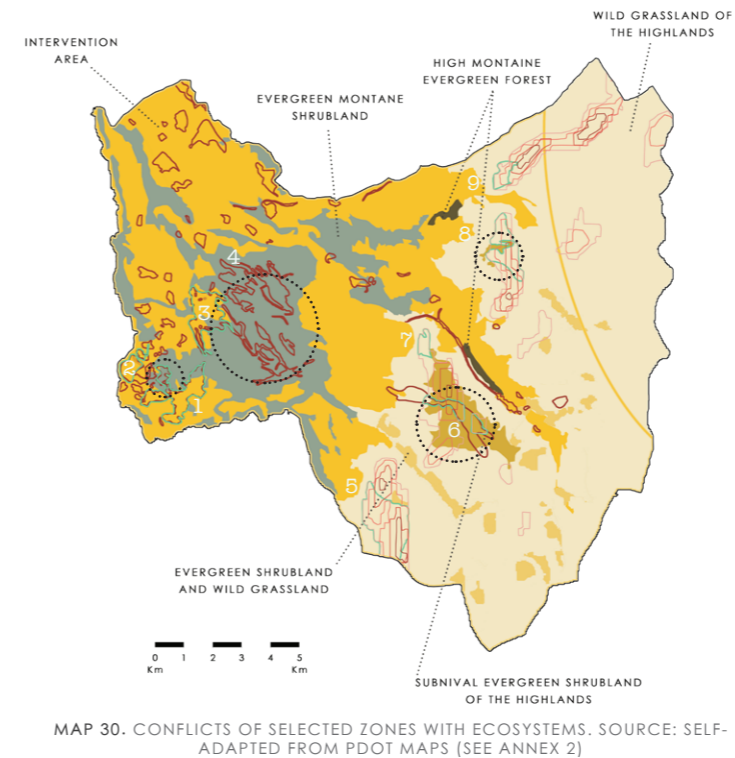 WILD GRASSLAND OF
THE HIGHLANDS
INTERVENTION
AREA
HIGH MONTAINE
EVERGREEN FOREST
EVERGREEN MONTANE
SHRUBLAND
9
8
4
3
7
2
1
6
5
EVERGREEN SHRUBLAND
AND WILD GRASSLAND
0 1 2 3 4 5
Km Km
SUBNIVAL EVERGREEN SHRUBLAND
OF THE HIGHLANDS
MAP 30. CONFLICTS OF SELECTED ZONES WITH ECOSYSTEMS. SOURCE: SELF-
ADAPTED FROM PDOT MAPS (SEE ANNEX 2)